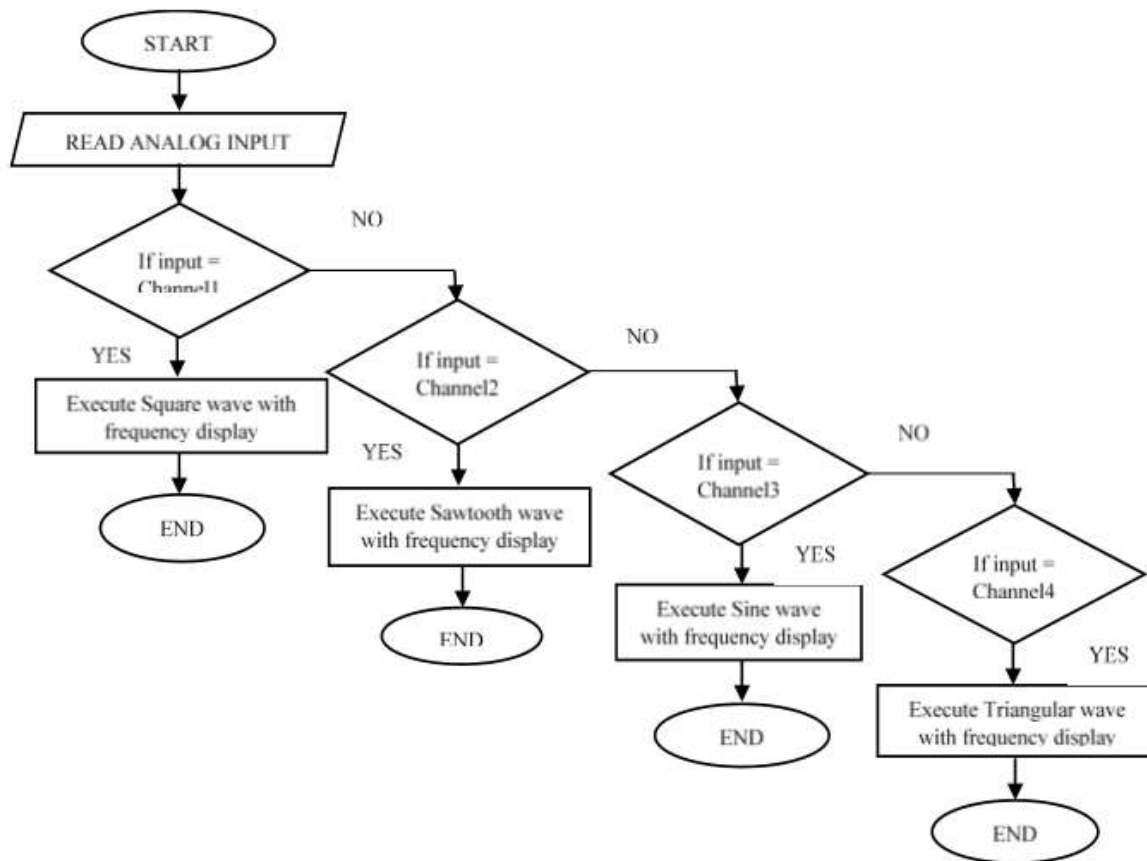 START
READ ANALOG INPUT
NO
If input =
Channel1
YES
Execute Square wave with
frequency display
END
NO
If input =
Channel2
YES
Execute Sawtooth wave
with frequency display
END
NO
If input =
Channel3
YES
Execute Sine wave
with frequency display
END
If input =
Channel4
YES
Execute Triangular wave
with frequency display
END